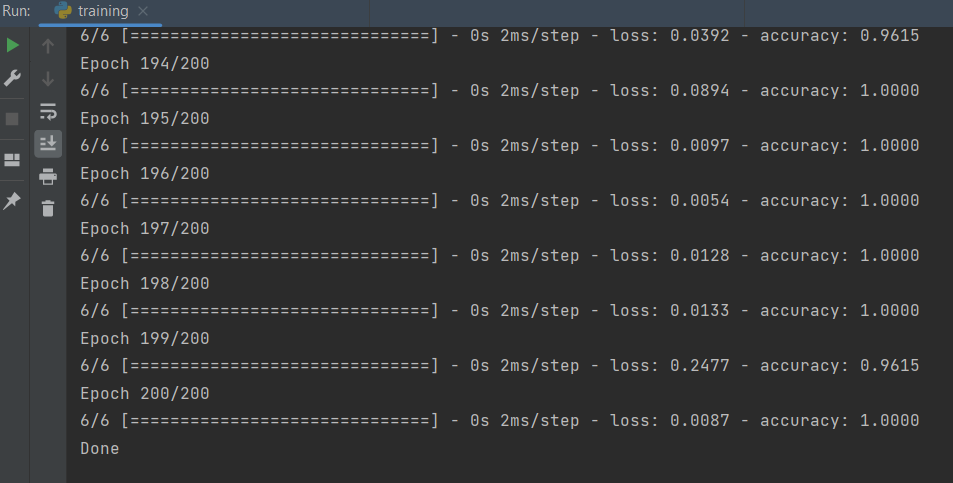 Run: training
6/6 [==============================] - 0s 2ms/step - loss: 0.0392 - accuracy: 0.9615
Epoch 194/200
6/6 [==============================] - 0s 2ms/step - loss: 0.0894 - accuracy: 1.0000
Epoch 195/200
6/6 [==============================] - 0s 2ms/step - loss: 0.0097 - accuracy: 1.0000
Epoch 196/200
6/6 [==============================] - 0s 2ms/step - loss: 0.0054 - accuracy: 1.0000
Epoch 197/200
6/6 [==============================] - 0s 2ms/step - loss: 0.0128 - accuracy: 1.0000
Epoch 198/200
6/6 [==============================] - 0s 2ms/step - loss: 0.0133 - accuracy: 1.0000
Epoch 199/200
6/6 [==============================] - 0s 2ms/step - loss: 0.2477 - accuracy: 0.9615
Epoch 200/200
6/6 [==============================] - 0s 2ms/step - loss: 0.0087 - accuracy: 1.0000
Done